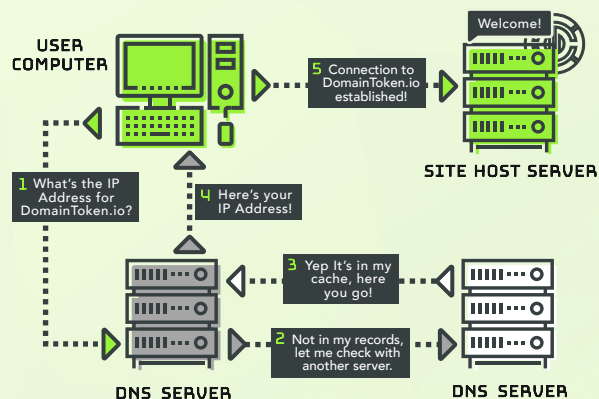 Welcome!
USER
COMPUTER
5 Connection to
DomainToken.io
established!
SITE HOST SERVER
1 What's the IP
Address for
DomainToken.io?
4 Here's your
IP Address!
3 Yep It's in my
cache, here
you go!
2 Not in my records,
let me check with
another server.
DNS SERVER
DNS SERVER